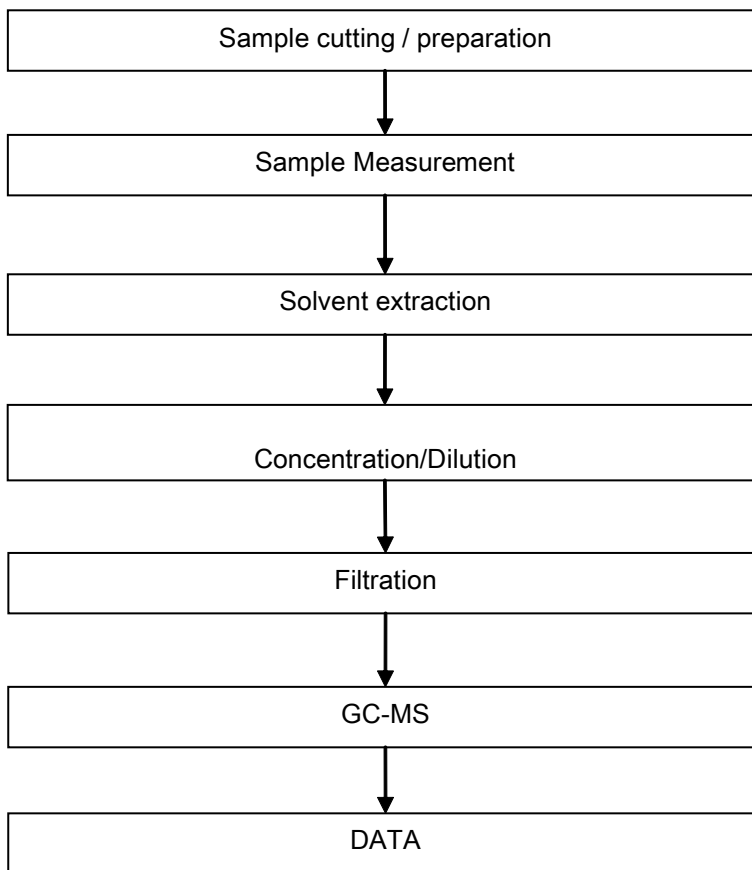 Sample cutting / preparation
Sample Measurement
Solvent extraction
Concentration/Dilution
Filtration
GC-MS
DATA